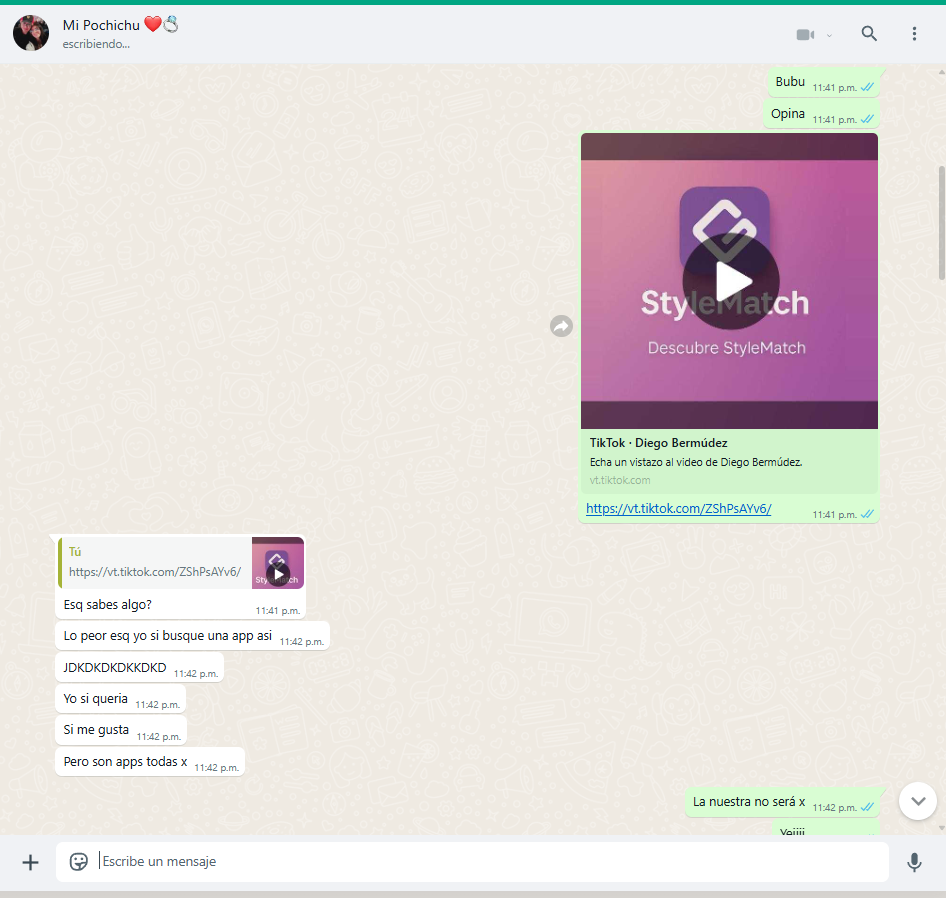 Mi Pochichu ❤️💍
escribiendo...
Bubu 11:41 p.m.
Opina 11:41 p.m.
StyleMatch
Descubre StyleMatch
TikTok · Diego Bermúdez
Echa un vistazo al video de Diego Bermúdez.
vt.tiktok.com
https://vt.tiktok.com/ZShPsAYv6/ 11:41 p.m.
Tú
https://vt.tiktok.com/ZShPsAYv6/
StyleMatch
Esq sabes algo? 11:41 p.m.
Lo peor esq yo si busque una app asi 11:42 p.m.
JDKDKDKDKKDKD 11:42 p.m.
Yo si queria 11:42 p.m.
Si me gusta 11:42 p.m.
Pero son apps todas x 11:42 p.m.
La nuestra no será x 11:42 p.m.
Yeiiii
Escribe un mensaje